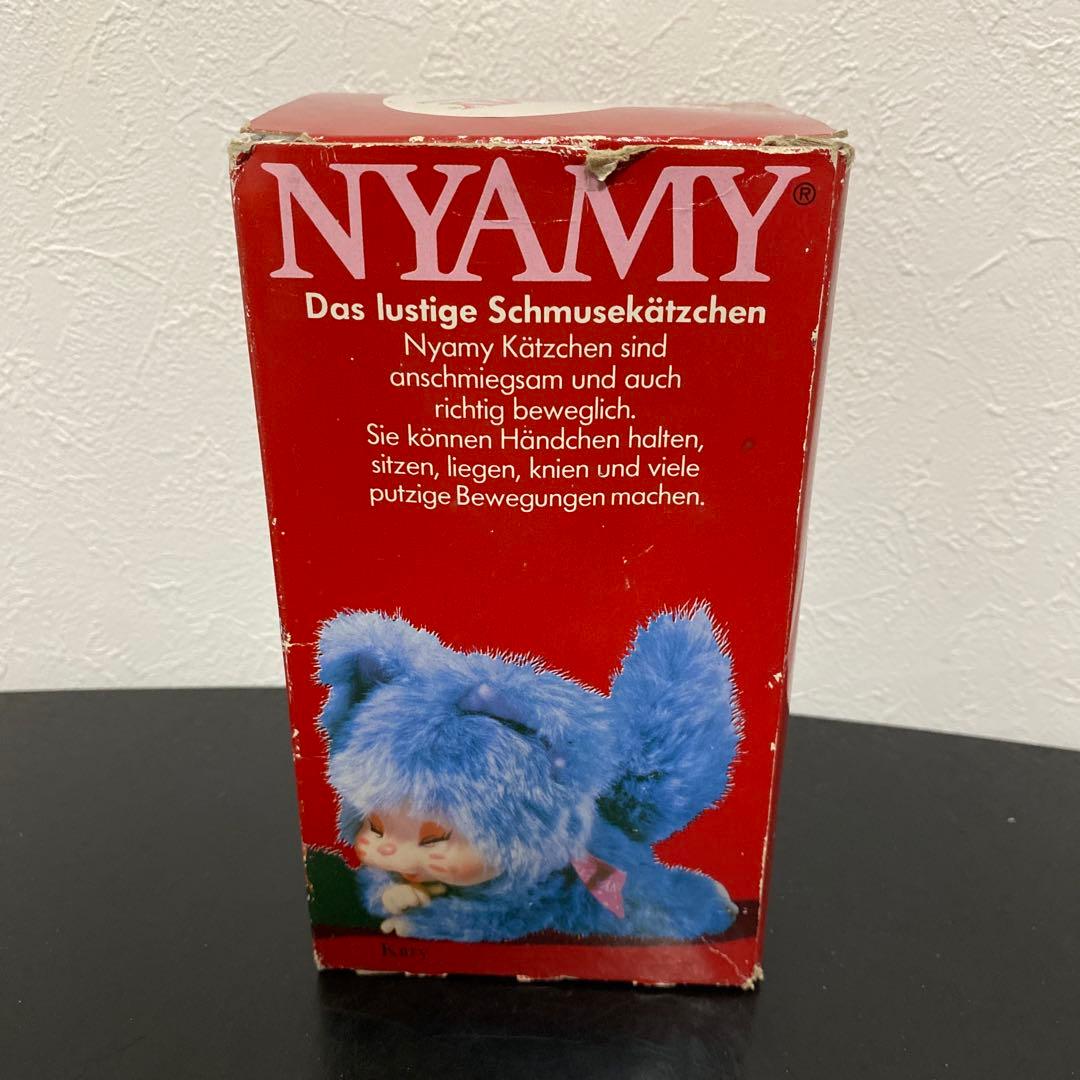 NYAMY®
Das lustige Schmusekätzchen
Nyamy Kätzchen sind
anschmiegsam und auch
richtig beweglich.
Sie können Händchen halten,
sitzen, liegen, knien und viele
putzige Bewegungen machen.